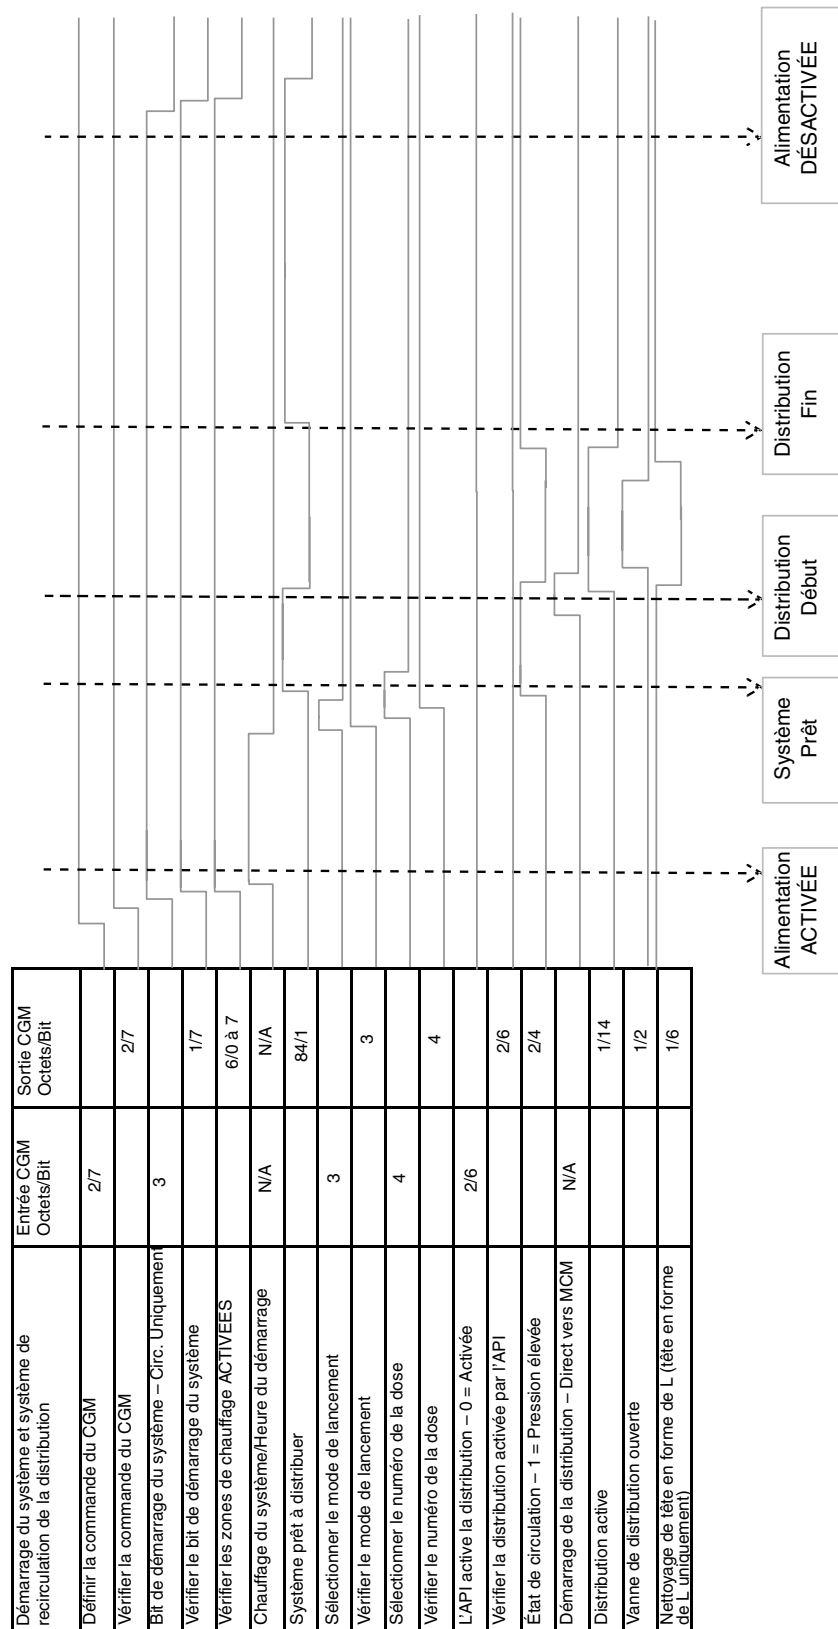 Démarrage du système et système de
recirculation de la distribution
Entrée CGM
Octets/Bit
Sortie CGM
Octets/Bit
Définir la commande du CGM
2/7
Vérifier la commande du CGM
2/7
Bit de démarrage du système – Circ. Uniquement
3
Vérifier le bit de démarrage du système
1/7
Vérifier les zones de chauffage ACTIVÉES
6/0 à 7
Chauffage du système/Heure du démarrage
N/A
N/A
Système prêt à distribuer
84/1
Sélectionner le mode de lancement
3
Vérifier le mode de lancement
3
Sélectionner le numéro de la dose
4
Vérifier le numéro de la dose
4
L'API active la distribution – 0 = Activée
2/6
Vérifier la distribution activée par l'API
2/6
État de circulation – 1 = Pression élevée
2/4
Démarrage de la distribution – Direct vers MCM
N/A
Distribution active
1/14
Vanne de distribution ouverte
1/2
Nettoyage de tête en forme de L (tête en forme
de L uniquement)
1/6
Alimentation
ACTIVÉE
Système
Prêt
Distribution
Début
Distribution
Fin
Alimentation
DÉSACTIVÉE